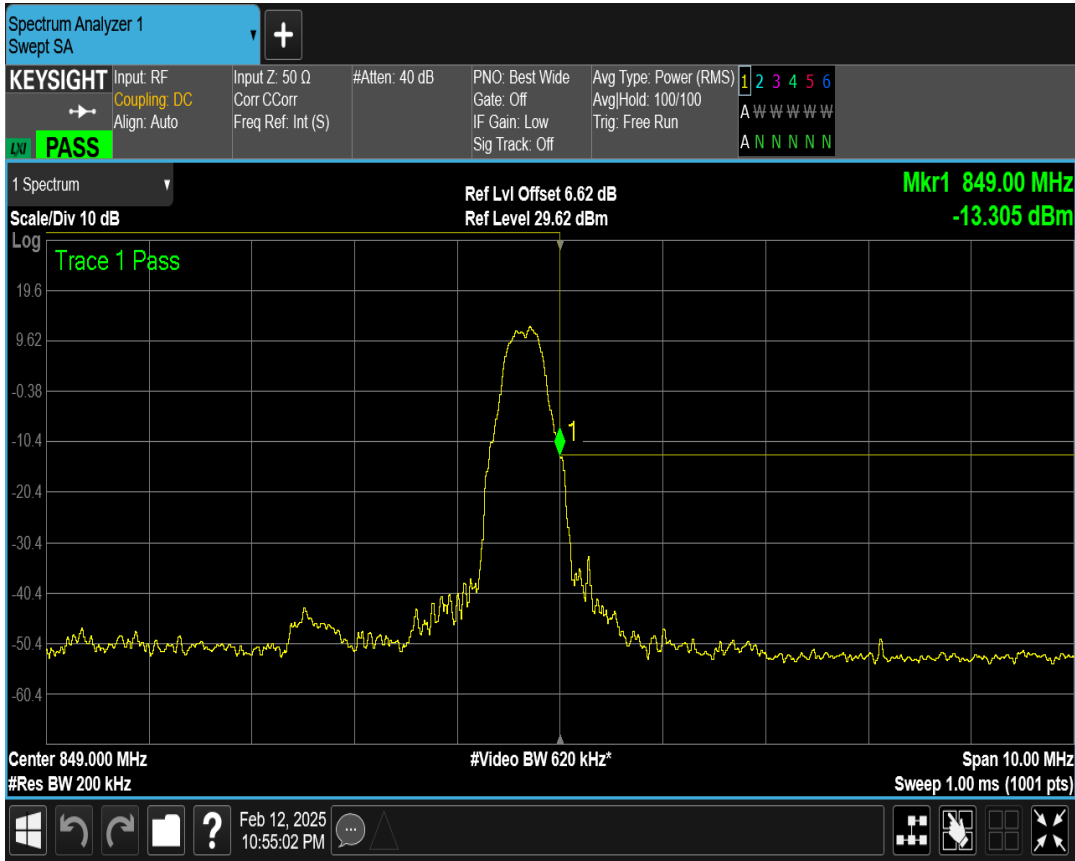 Spectrum Analyzer 1
Swept SA
+
KEYSIGHT
LXI
PASS
Input: RF
Coupling: DC
Align: Auto
Input Z: 50 Ω
Corr CCorr
Freq Ref: Int (S)
#Atten: 40 dB
PNO: Best Wide
Gate: Off
IF Gain: Low
Sig Track: Off
Avg Type: Power (RMS)
Avg|Hold: 100/100
Trig: Free Run
1 2 3 4 5 6
A W W W W W
A N N N N N
1 Spectrum
Scale/Div 10 dB
Ref Lvl Offset 6.62 dB
Ref Level 29.62 dBm
Mkr1 849.00 MHz
-13.305 dBm
Log
Trace 1 Pass
19.6
9.62
-0.38
-10.4
-20.4
-30.4
-40.4
-50.4
-60.4
1
Center 849.000 MHz
#Res BW 200 kHz
#Video BW 620 kHz*
Span 10.00 MHz
Sweep 1.00 ms (1001 pts)
?
Feb 12, 2025
10:55:02 PM